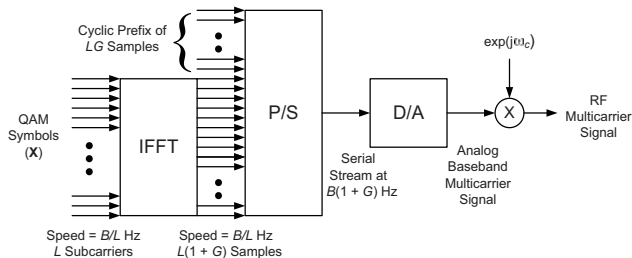 Cyclic Prefix of
LG Samples
exp(jω_c)
QAM
Symbols
(X)
IFFT
P/S
D/A
X
RF
Multicarrier
Signal
Serial
Stream at
B(1 + G) Hz
Analog
Baseband
Multicarrier
Signal
Speed = B/L Hz
L Subcarriers
Speed = B/L Hz
L(1 + G) Samples